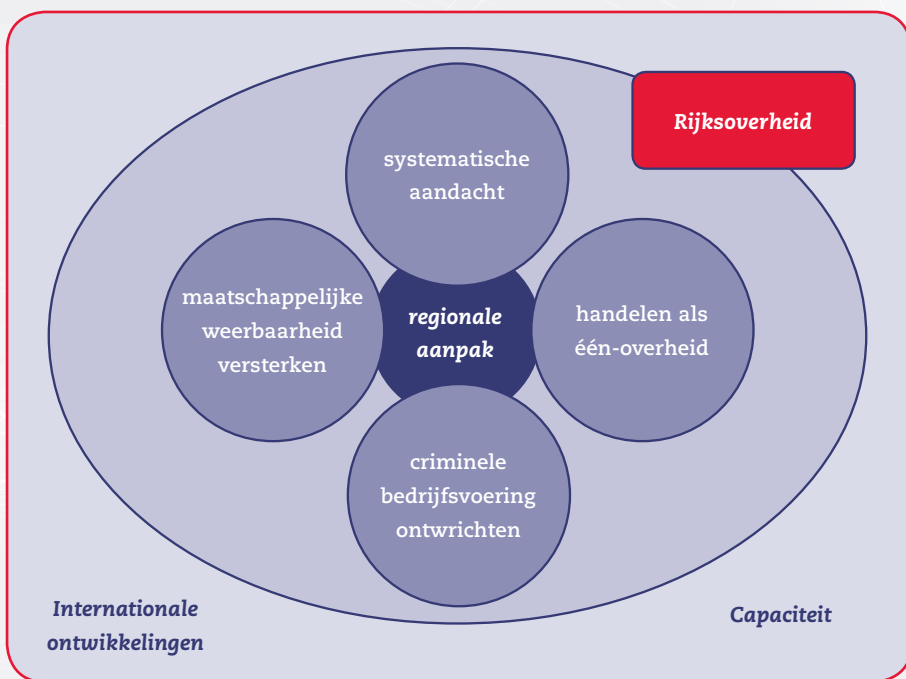 Rijksoverheid
systematische
aandacht
maatschappelijke
weerbaarheid
versterken
regionale
aanpak
handelen als
één-overheid
criminele
bedrijfsvoering
ontwrichten
Internationale
ontwikkelingen
Capaciteit